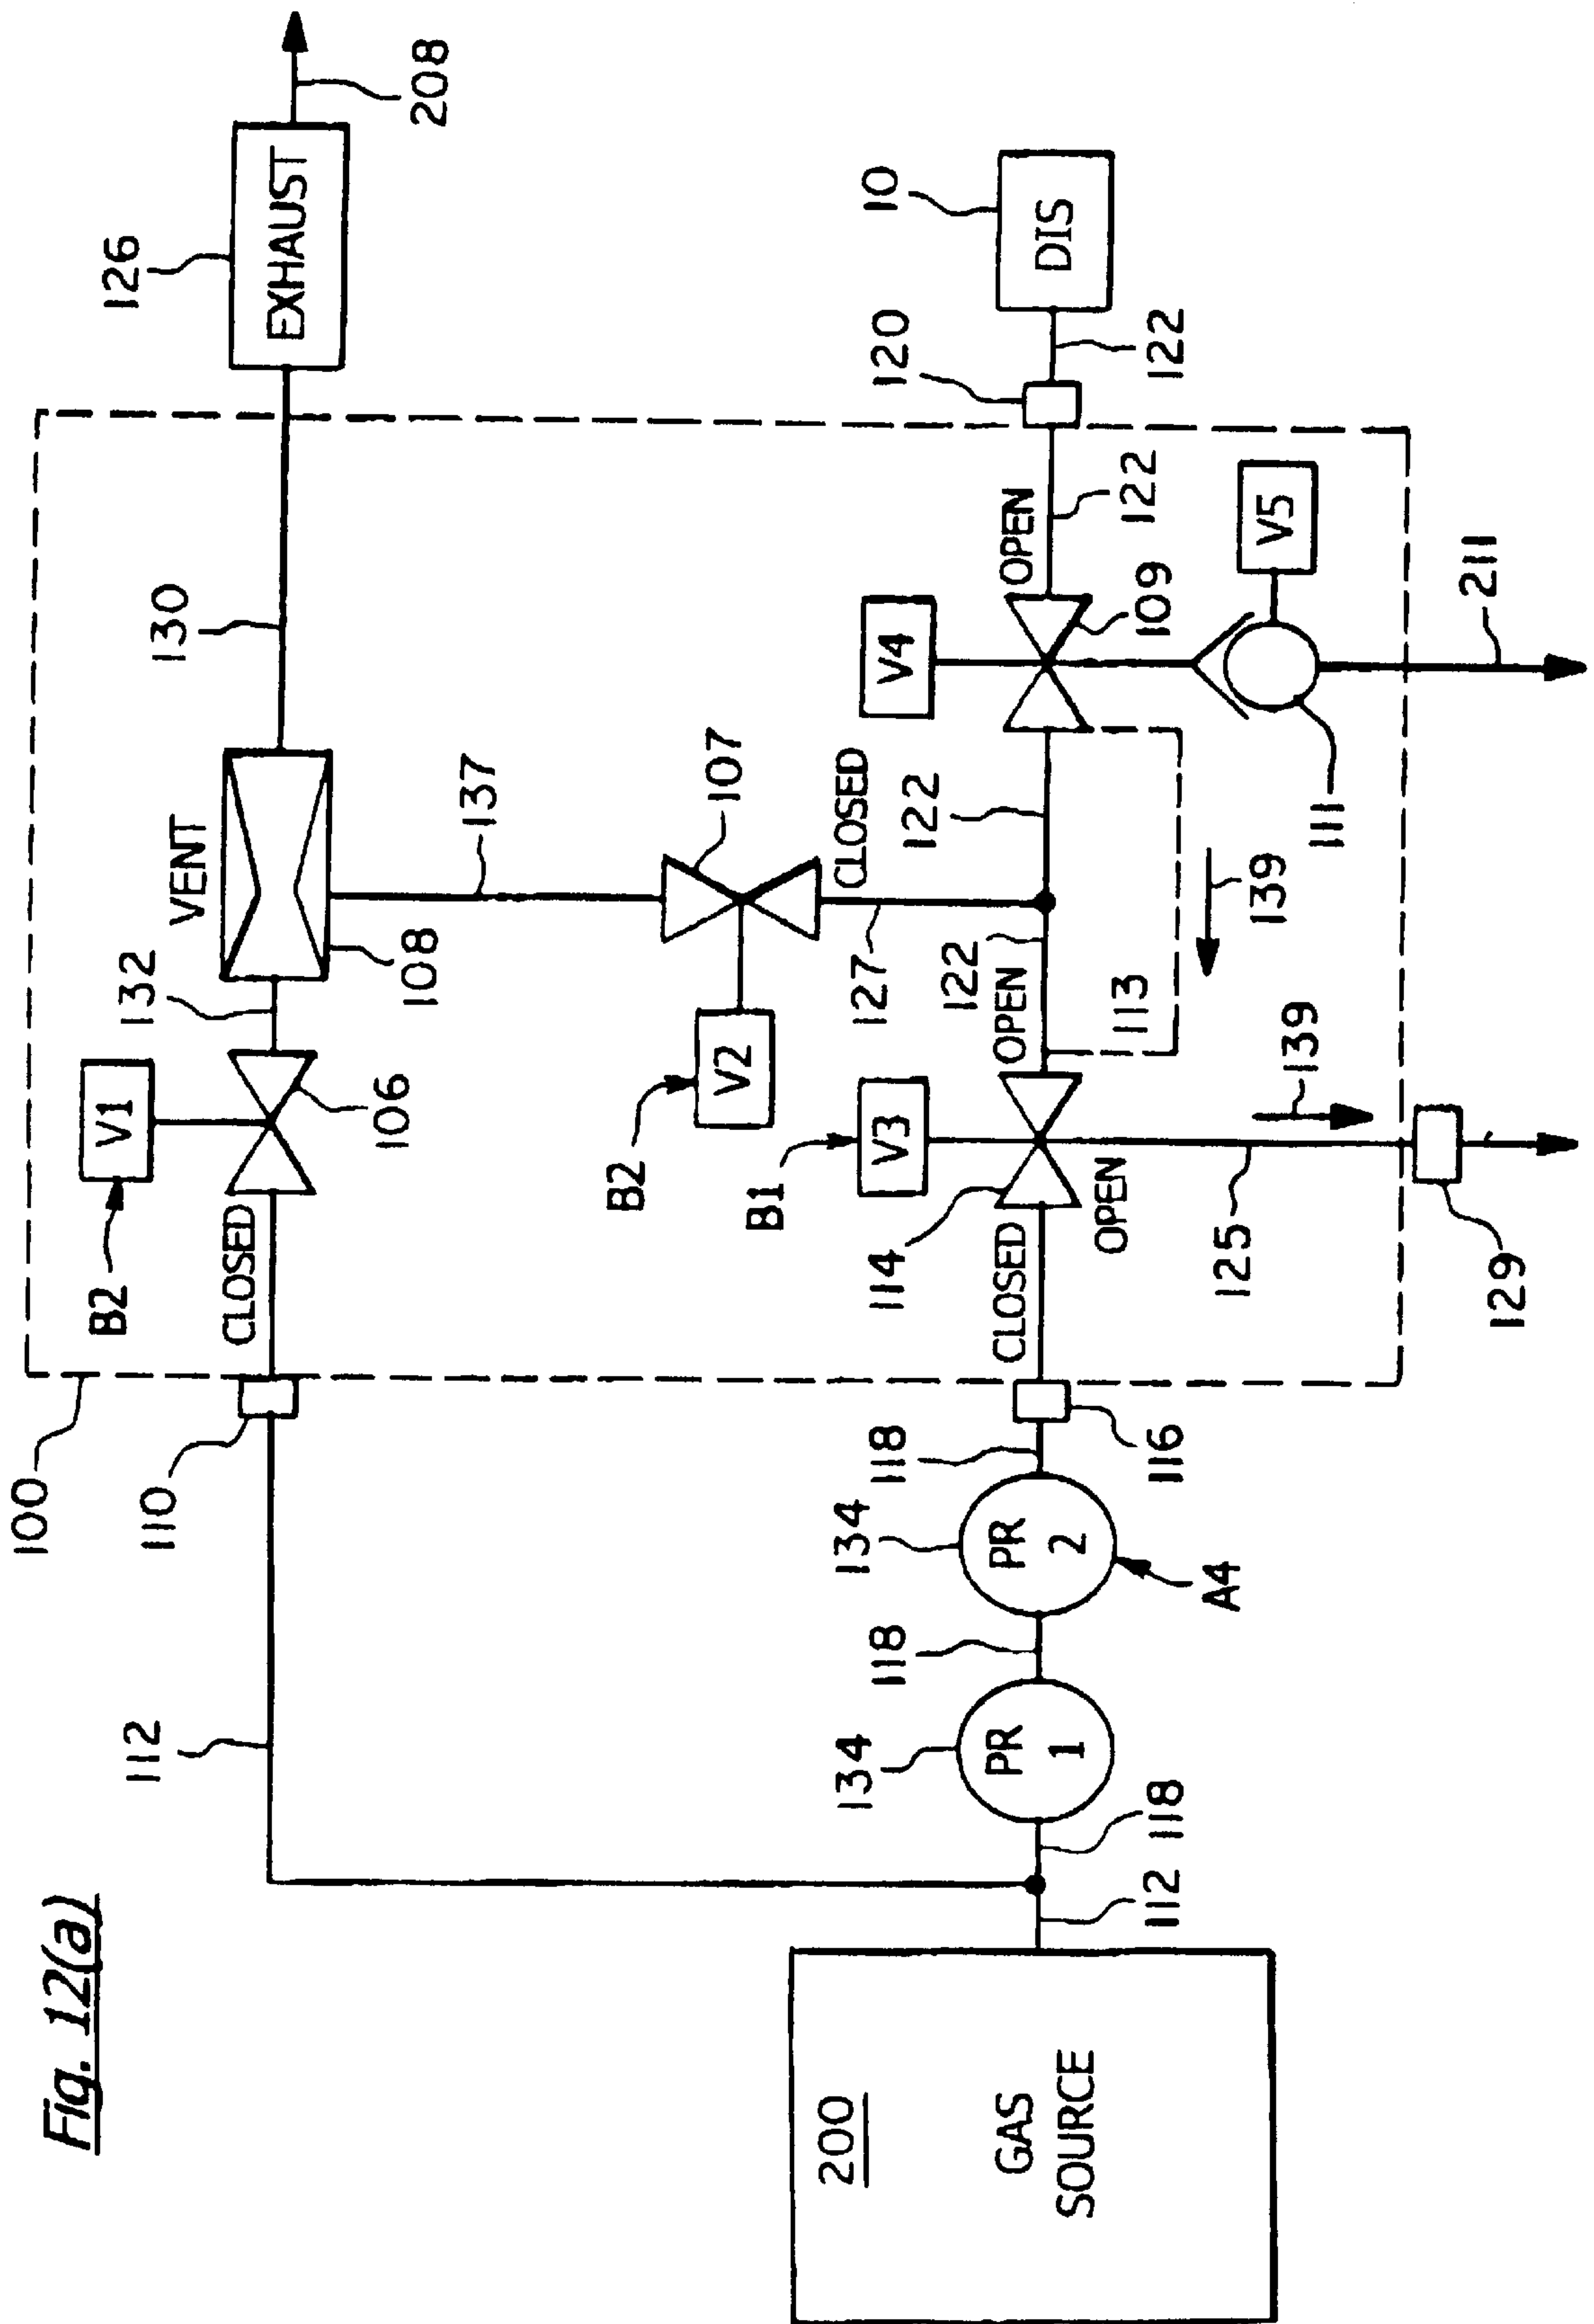 Fig. 12(a)
200
GAS
SOURCE
112
112
118
134
PR
1
118
134
PR
2
A4
118
116
100
110
B2
V1
CLOSED
106
132
VENT
108
130
126
EXHAUST
208
137
107
B2
V2
CLOSED
127
B1
V3
114
CLOSED
OPEN
OPEN
122
122
113
139
139
125
129
V4
OPEN
109
122
120
122
10
DIS
V5
111
211